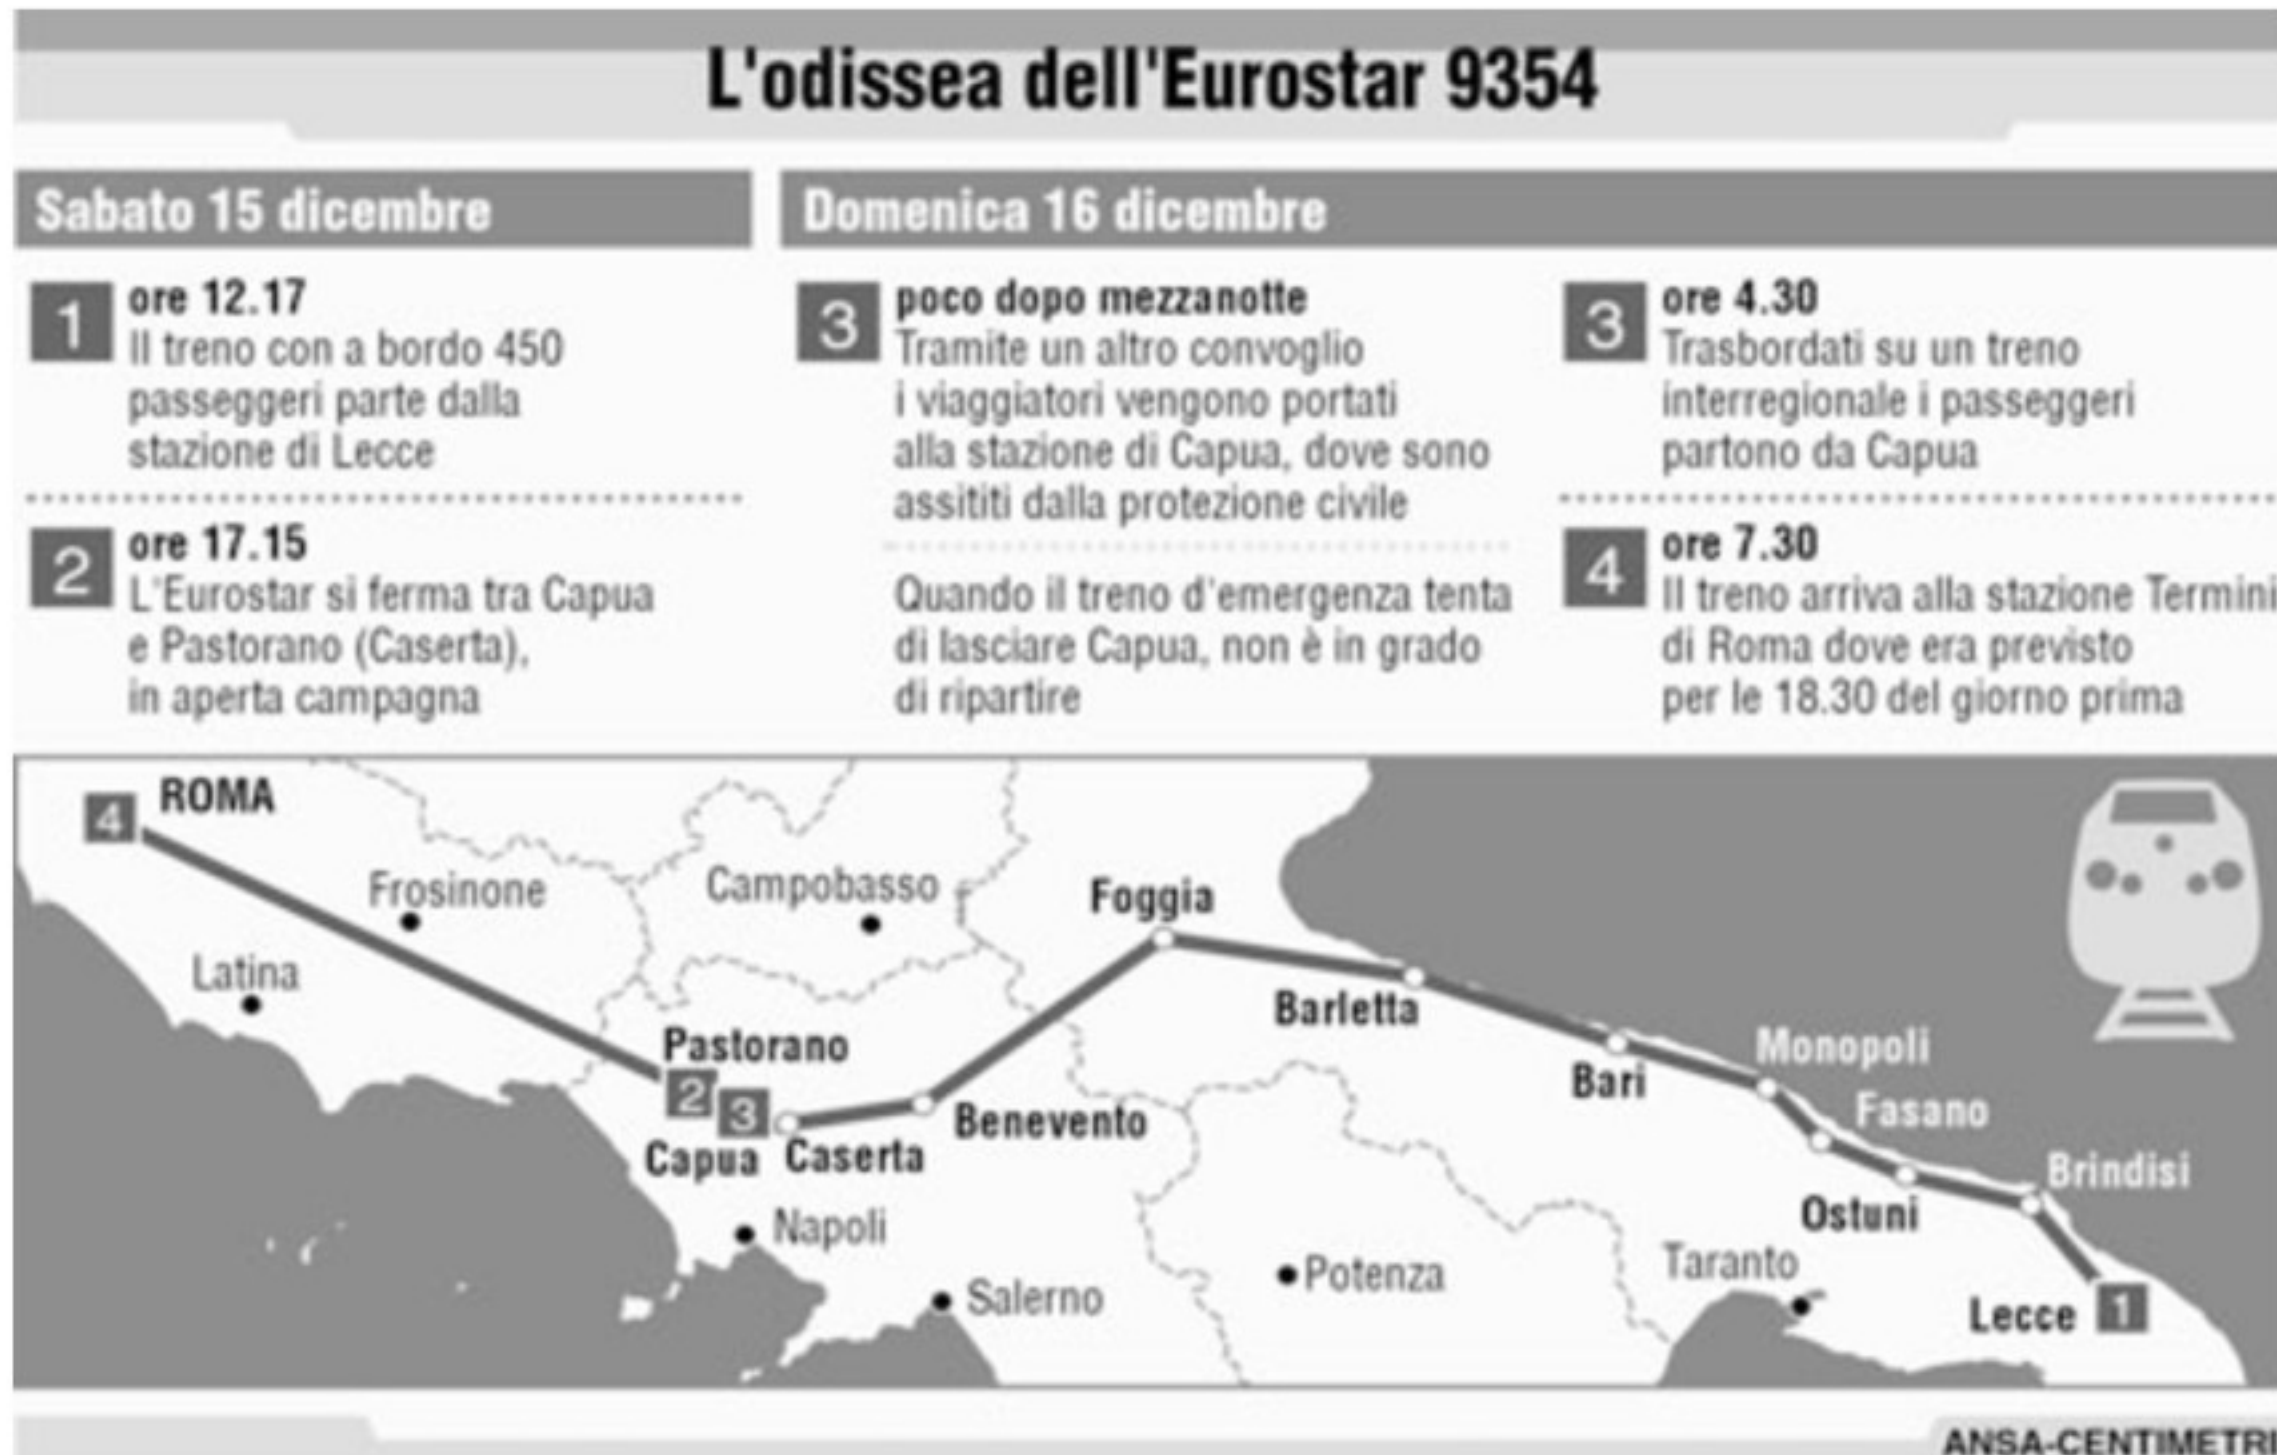 L'odissea dell'Eurostar 9354
Sabato 15 dicembre
1
ore 12.17
Il treno con a bordo 450
passeggeri parte dalla
stazione di Lecce
2
ore 17.15
L'Eurostar si ferma tra Capua
e Pastorano (Caserta),
in aperta campagna
Domenica 16 dicembre
3
poco dopo mezzanotte
Tramite un altro convoglio
i viaggiatori vengono portati
alla stazione di Capua, dove sono
assititi dalla protezione civile
Quando il treno d'emergenza tenta
di lasciare Capua, non è in grado
di ripartire
3
ore 4.30
Trasbordati su un treno
interregionale i passeggeri
partono da Capua
4
ore 7.30
Il treno arriva alla stazione Termini
di Roma dove era previsto
per le 18.30 del giorno prima
4
ROMA
Frosinone
Campobasso
Foggia
Latina
Barletta
Pastorano
Monopoli
2
3
Bari
Fasano
Benevento
Capua
Caserta
Brindisi
Ostuni
Napoli
Taranto
Potenza
Salerno
Lecce
1
ANSA-CENTIMETRI